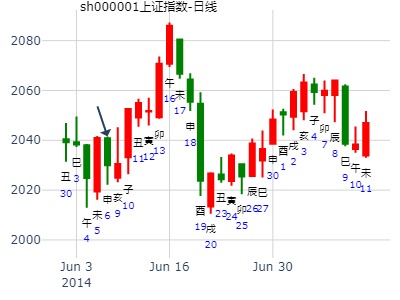 sh000001上证指数-日线
2080
2060
2040
2020
2000
丑
30
巳
3
午
4
未
5
申
6
亥
9
子
10
丑
11
寅
12
卯
13
午
16
未
17
申
18
酉
19
戌
20
丑
23
寅
24
卯
25
辰
26
巳
27
申
30
酉
1
戌
2
亥
3
子
4
卯
7
辰
8
巳
9
午
10
未
11
Jun 3
2014
Jun 16
Jun 30